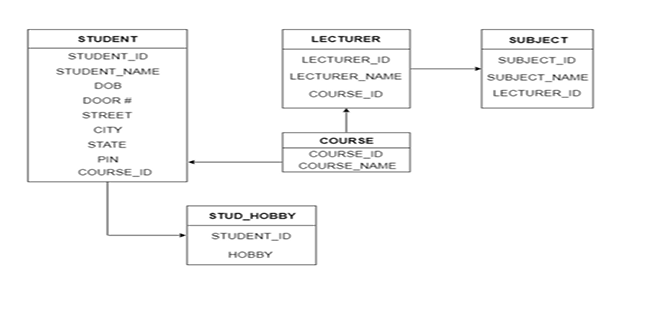 STUDENT
STUDENT_ID
STUDENT_NAME
DOB
DOOR #
STREET
CITY
STATE
PIN
COURSE_ID
LECTURER
LECTURER_ID
LECTURER_NAME
COURSE_ID
SUBJECT
SUBJECT_ID
SUBJECT_NAME
LECTURER_ID
COURSE
COURSE_ID
COURSE_NAME
STUD_HOBBY
STUDENT_ID
HOBBY